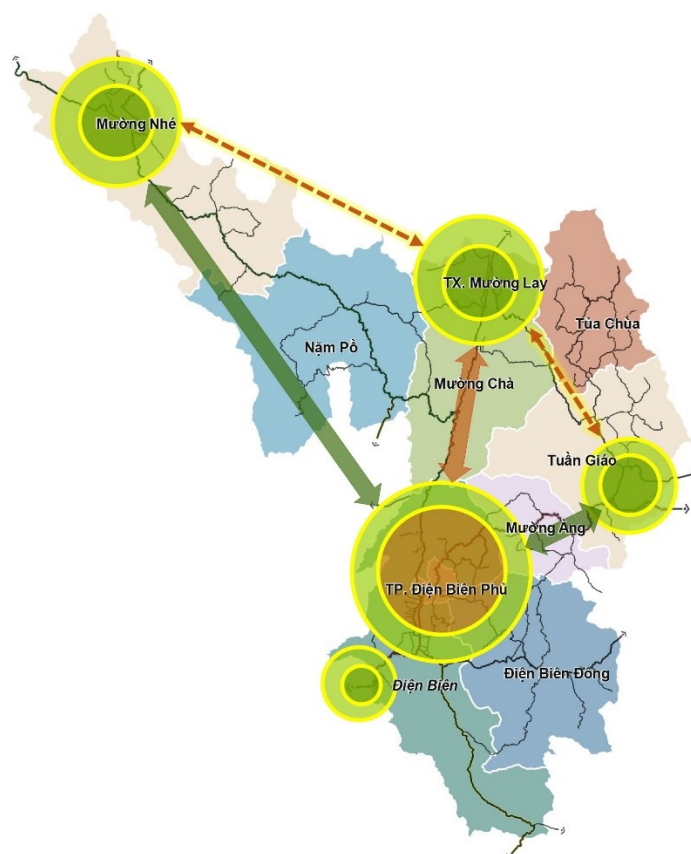 Mường Nhé
TX. Mường Lay
Tủa Chùa
Nậm Pồ
Mường Chà
Tuần Giáo
Mường Ảng
TP. Điện Biên Phủ
Điện Biên
Điện Biên Đông